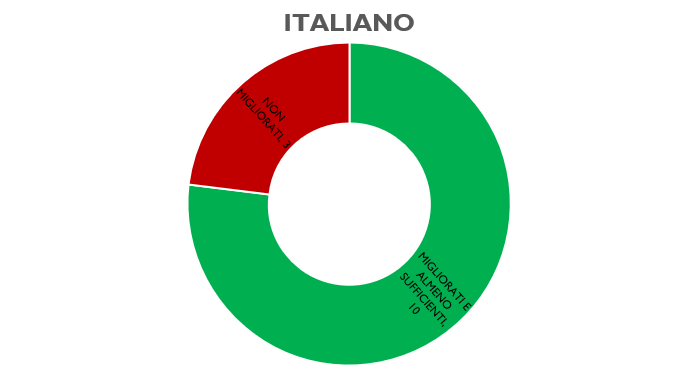 ITALIANO
NON
MIGLIORATI, 3
MIGLIORATI E
ALMENO
SUFFICIENTI,
10